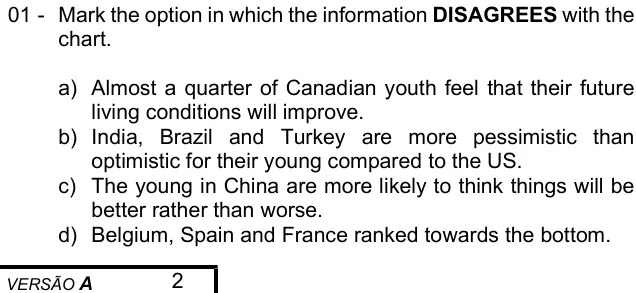 01 - Mark the option in which the information DISAGREES with the
chart.
a) Almost a quarter of Canadian youth feel that their future
living conditions will improve.
b) India, Brazil and Turkey are more pessimistic than
optimistic for their young compared to the US.
c) The young in China are more likely to think things will be
better rather than worse.
d) Belgium, Spain and France ranked towards the bottom.
VERSÃO A 2